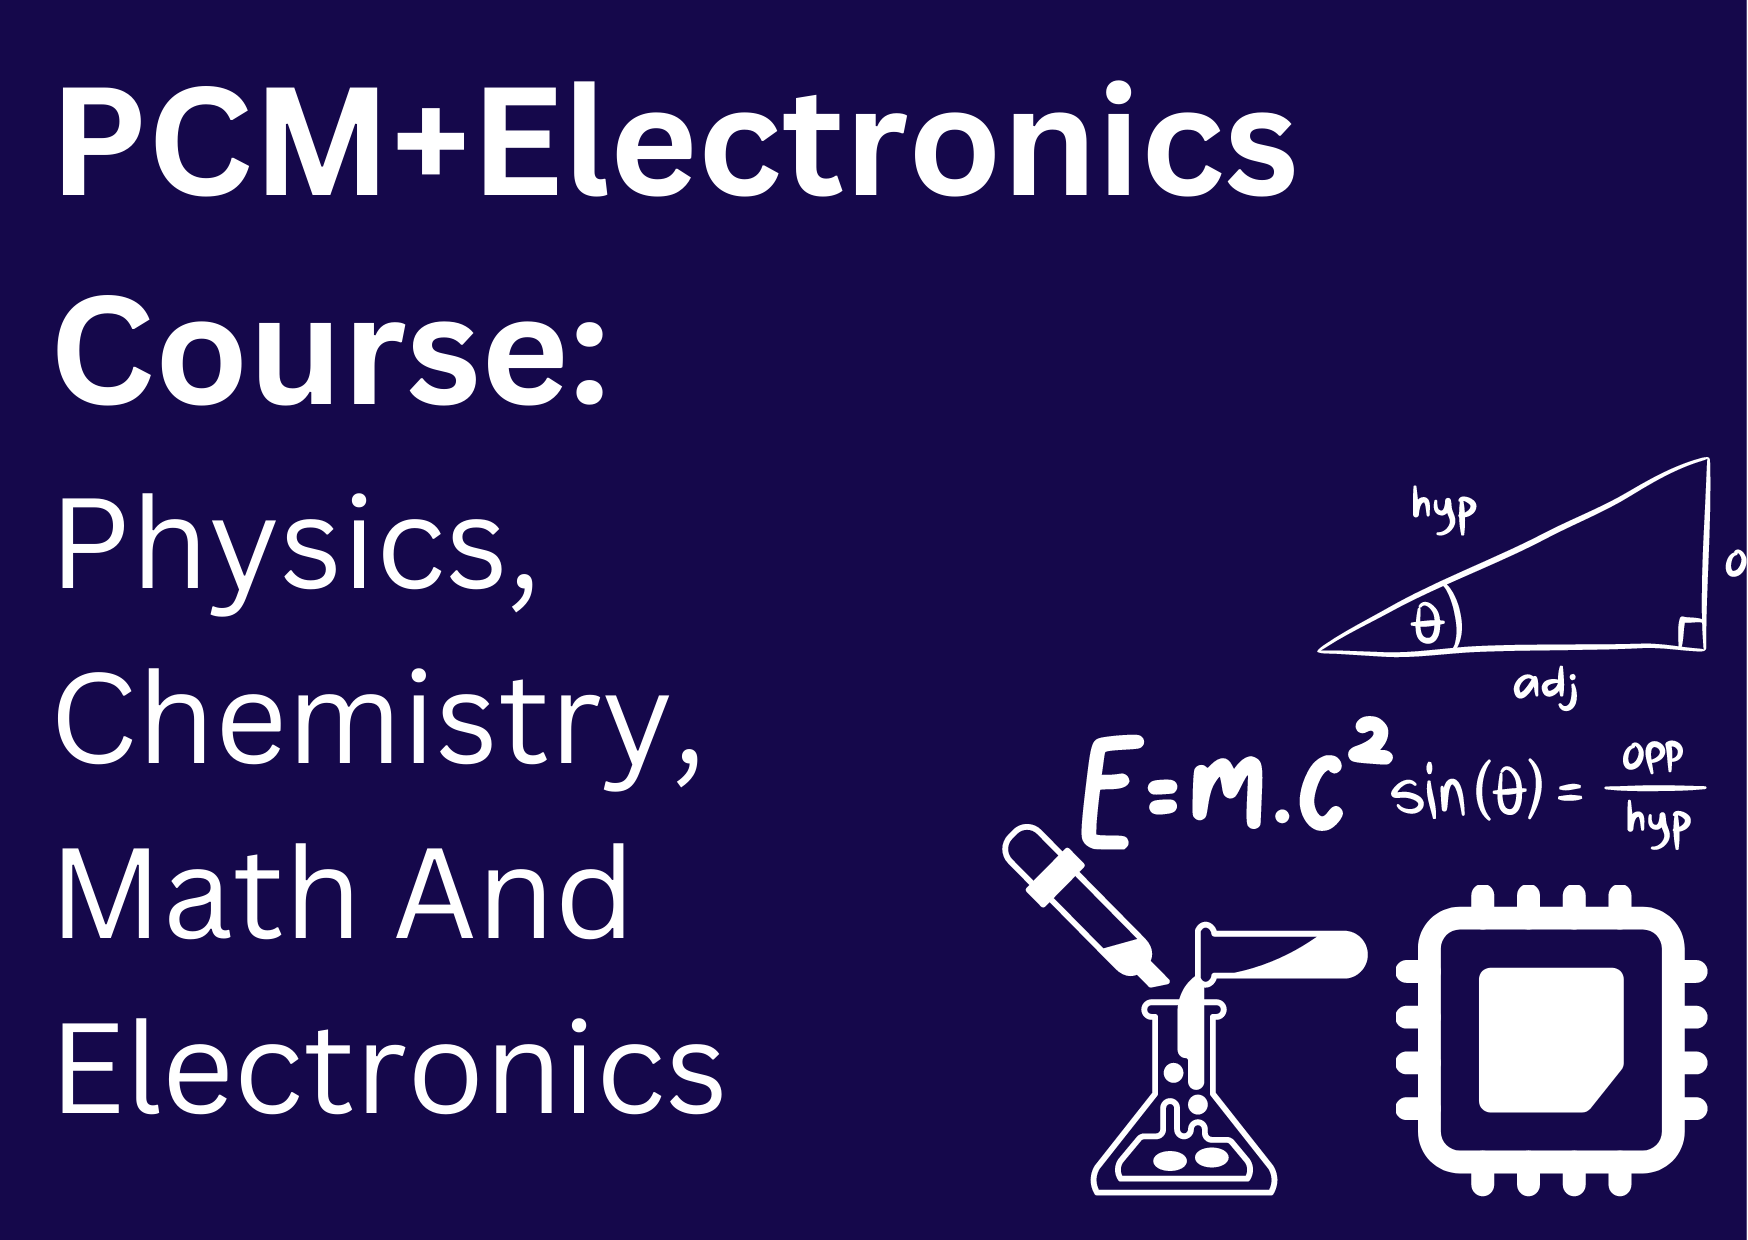 PCM+Electronics
Course:
Physics,
Chemistry,
Math And
Electronics
hyp
o
θ
adj
E=m.c²
sin(θ) = opp/hyp